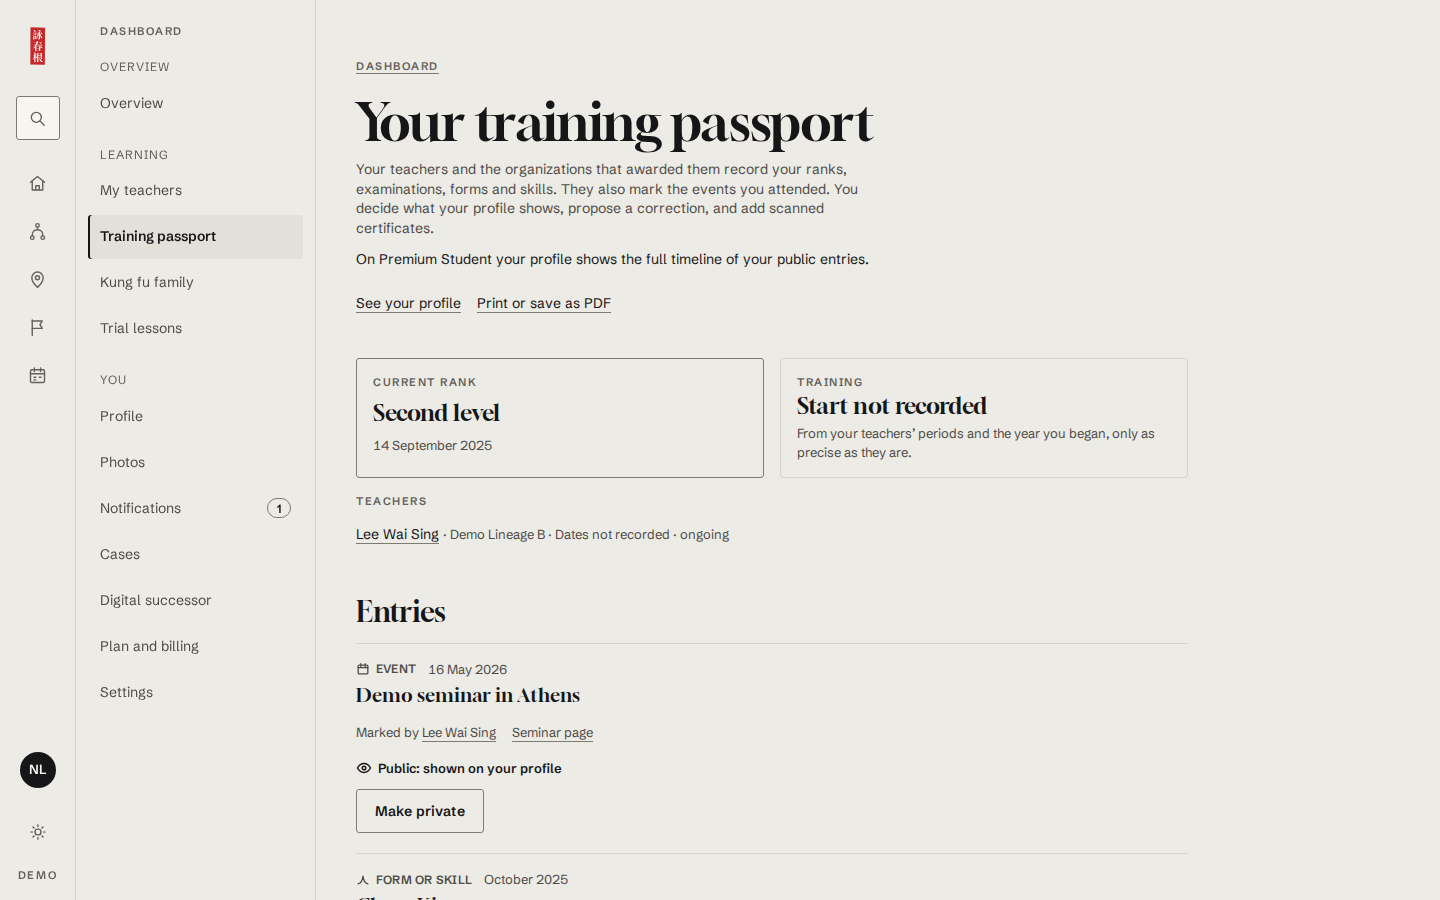 詠春根
DASHBOARD
OVERVIEW
Overview
LEARNING
My teachers
Training passport
Kung fu family
Trial lessons
YOU
Profile
Photos
Notifications 1
Cases
Digital successor
Plan and billing
Settings
NL
DEMO
DASHBOARD
Your training passport
Your teachers and the organizations that awarded them record your ranks,
examinations, forms and skills. They also mark the events you attended. You
decide what your profile shows, propose a correction, and add scanned
certificates.
On Premium Student your profile shows the full timeline of your public entries.
See your profile Print or save as PDF
CURRENT RANK
Second level
14 September 2025
TRAINING
Start not recorded
From your teachers’ periods and the year you began, only as
precise as they are.
TEACHERS
Lee Wai Sing · Demo Lineage B · Dates not recorded · ongoing
Entries
EVENT 16 May 2026
Demo seminar in Athens
Marked by Lee Wai Sing Seminar page
Public: shown on your profile
Make private
FORM OR SKILL October 2025